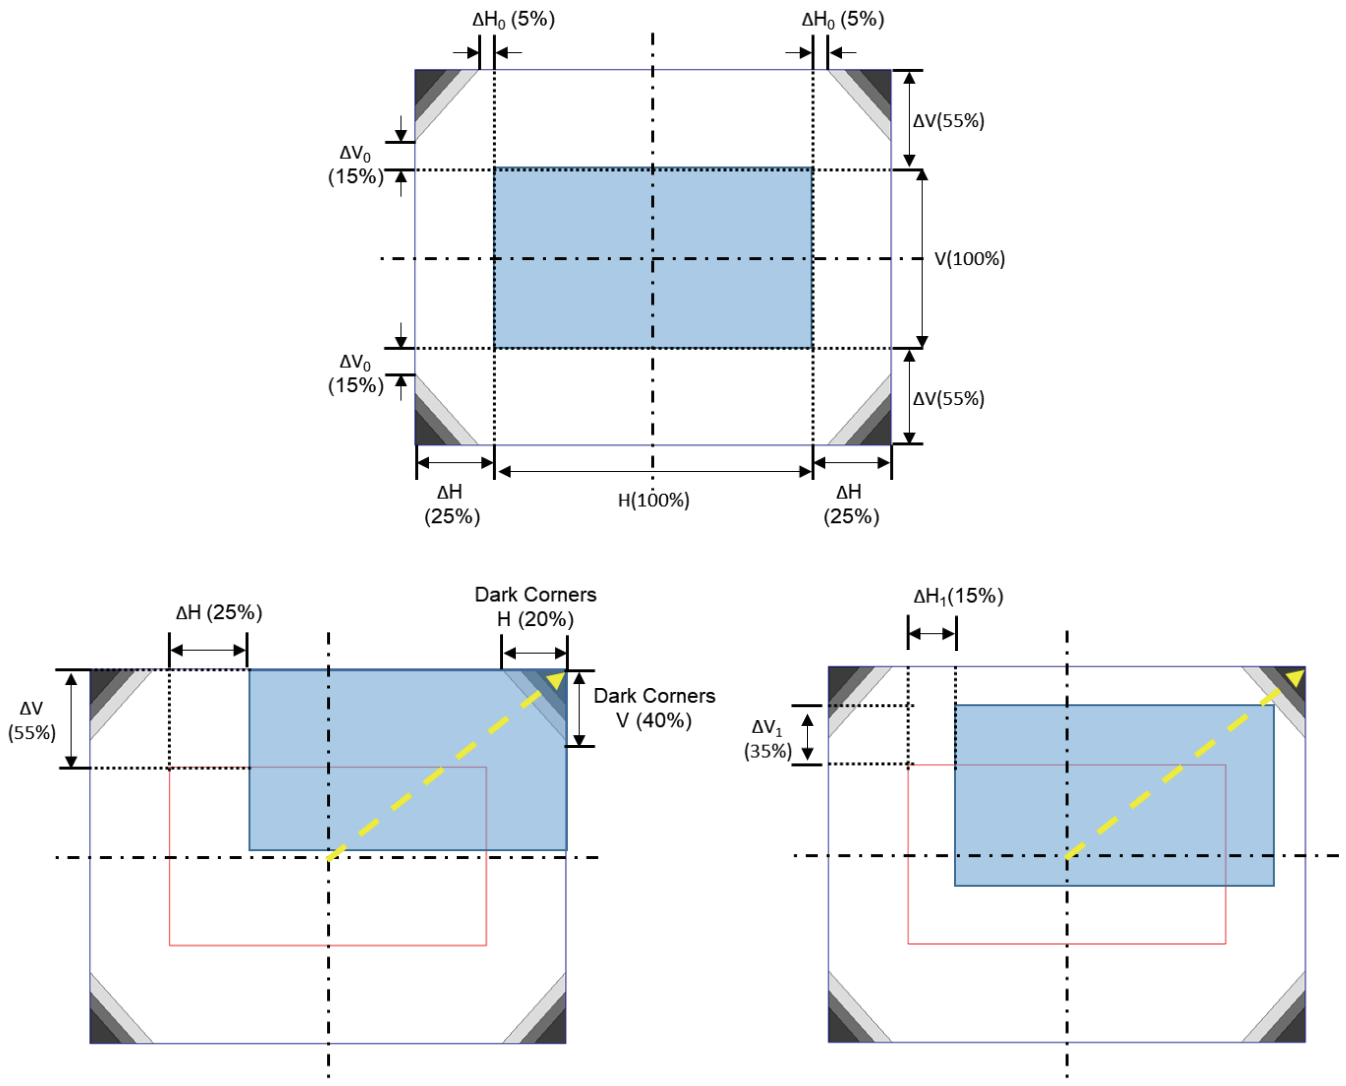 ΔH₀ (5%)
ΔH₀ (5%)
ΔV(55%)
ΔV₀
(15%)
V(100%)
ΔV₀
(15%)
ΔV(55%)
ΔH
(25%)
H(100%)
ΔH
(25%)
ΔH (25%)
Dark Corners
H (20%)
ΔV
(55%)
Dark Corners
V (40%)
ΔH₁(15%)
ΔV₁
(35%)